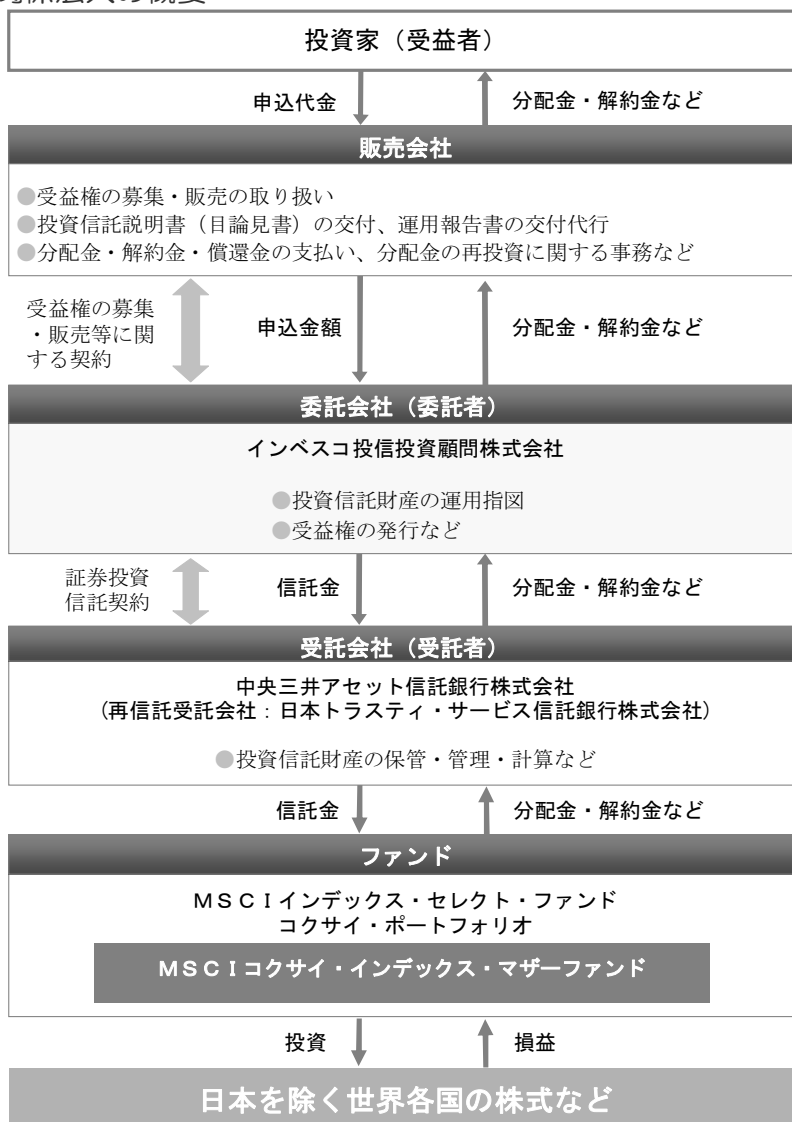 投資家（受益者）
申込代金
分配金・解約金など
販売会社
●受益権の募集・販売の取り扱い
●投資信託説明書（目論見書）の交付、運用報告書の交付代行
●分配金・解約金・償還金の支払い、分配金の再投資に関する事務など
受益権の募集
・販売等に関
する契約
申込金額
分配金・解約金など
委託会社（委託者）
インベスコ投信投資顧問株式会社
●投資信託財産の運用指図
●受益権の発行など
証券投資
信託契約
信託金
分配金・解約金など
受託会社（受託者）
中央三井アセット信託銀行株式会社
(再信託受託会社：日本トラスティ・サービス信託銀行株式会社)
●投資信託財産の保管・管理・計算など
信託金
分配金・解約金など
ファンド
ＭＳＣＩインデックス・セレクト・ファンド
コクサイ・ポートフォリオ
ＭＳＣＩコクサイ・インデックス・マザーファンド
投資
損益
日本を除く世界各国の株式など